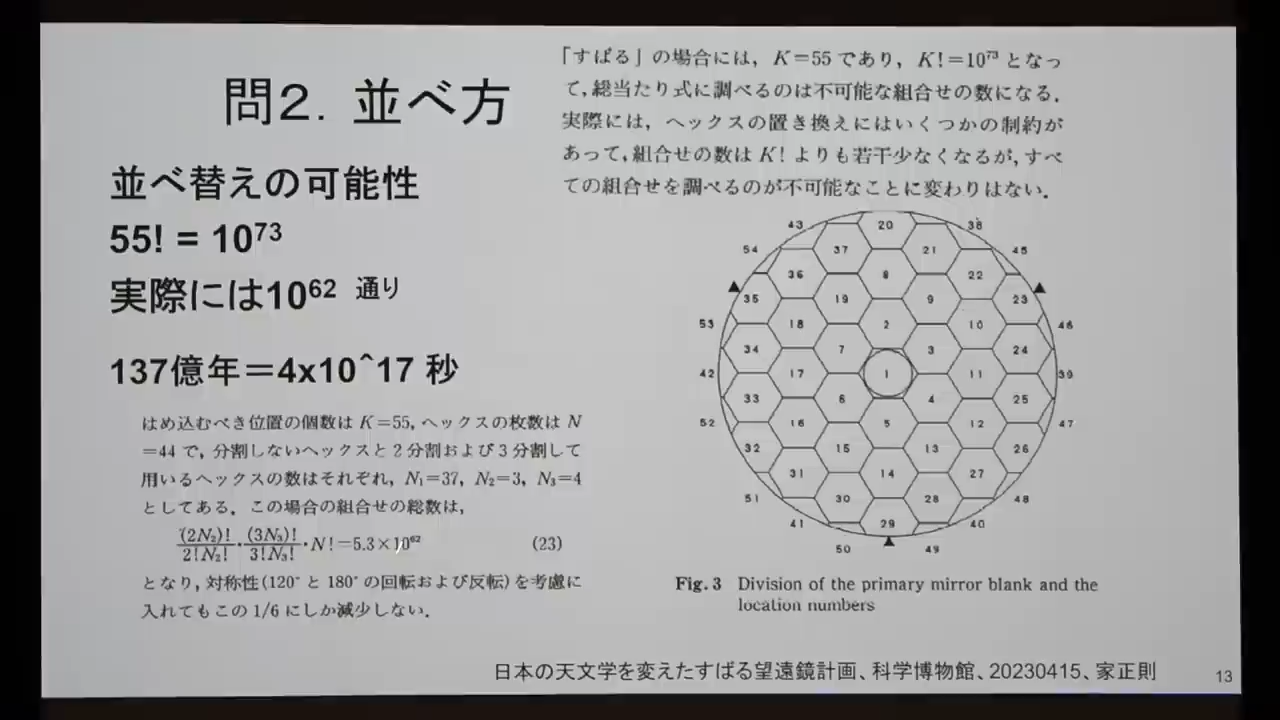 問2. 並べ方
並べ替えの可能性
55! = 10⁷³
実際には10⁶² 通り
137億年＝4x10^17 秒
はめ込むべき位置の個数は K=55, ヘックスの枚数は N
=44 で, 分割しないヘックスと 2 分割および 3 分割して
用いるヘックスの数はそれぞれ, N₁=37, N₂=3, N₃=4
としてある. この場合の組合せの総数は,
(2N₂)!/2!N₂!・(3N₃)!/3!N₃!・N!=5.3×10⁶² (23)
となり, 対称性(120°と 180°の回転および反転)を考慮に
入れてもこの 1/6 にしか減少しない.
「すばる」の場合には, K=55 であり, K!=10⁷³ となっ
て, 総当たり式に調べるのは不可能な組合せの数になる.
実際には, ヘックスの置き換えにはいくつかの制約が
あって, 組合せの数は K! よりも若干少なくなるが, すべ
ての組合せを調べるのが不可能なことに変わりはない.
43 20 38
54 37 21 45
36 8 22
35 19 9 23
53 18 2 10 46
34 7 3 24
42 17 1 11 39
33 6 4 25
52 16 5 12 47
32 15 13 26
31 14 27
51 30 28 48
41 29 40
50 49
Fig. 3 Division of the primary mirror blank and the
location numbers
日本の天文学を変えたすばる望遠鏡計画、科学博物館、20230415、家正則
13